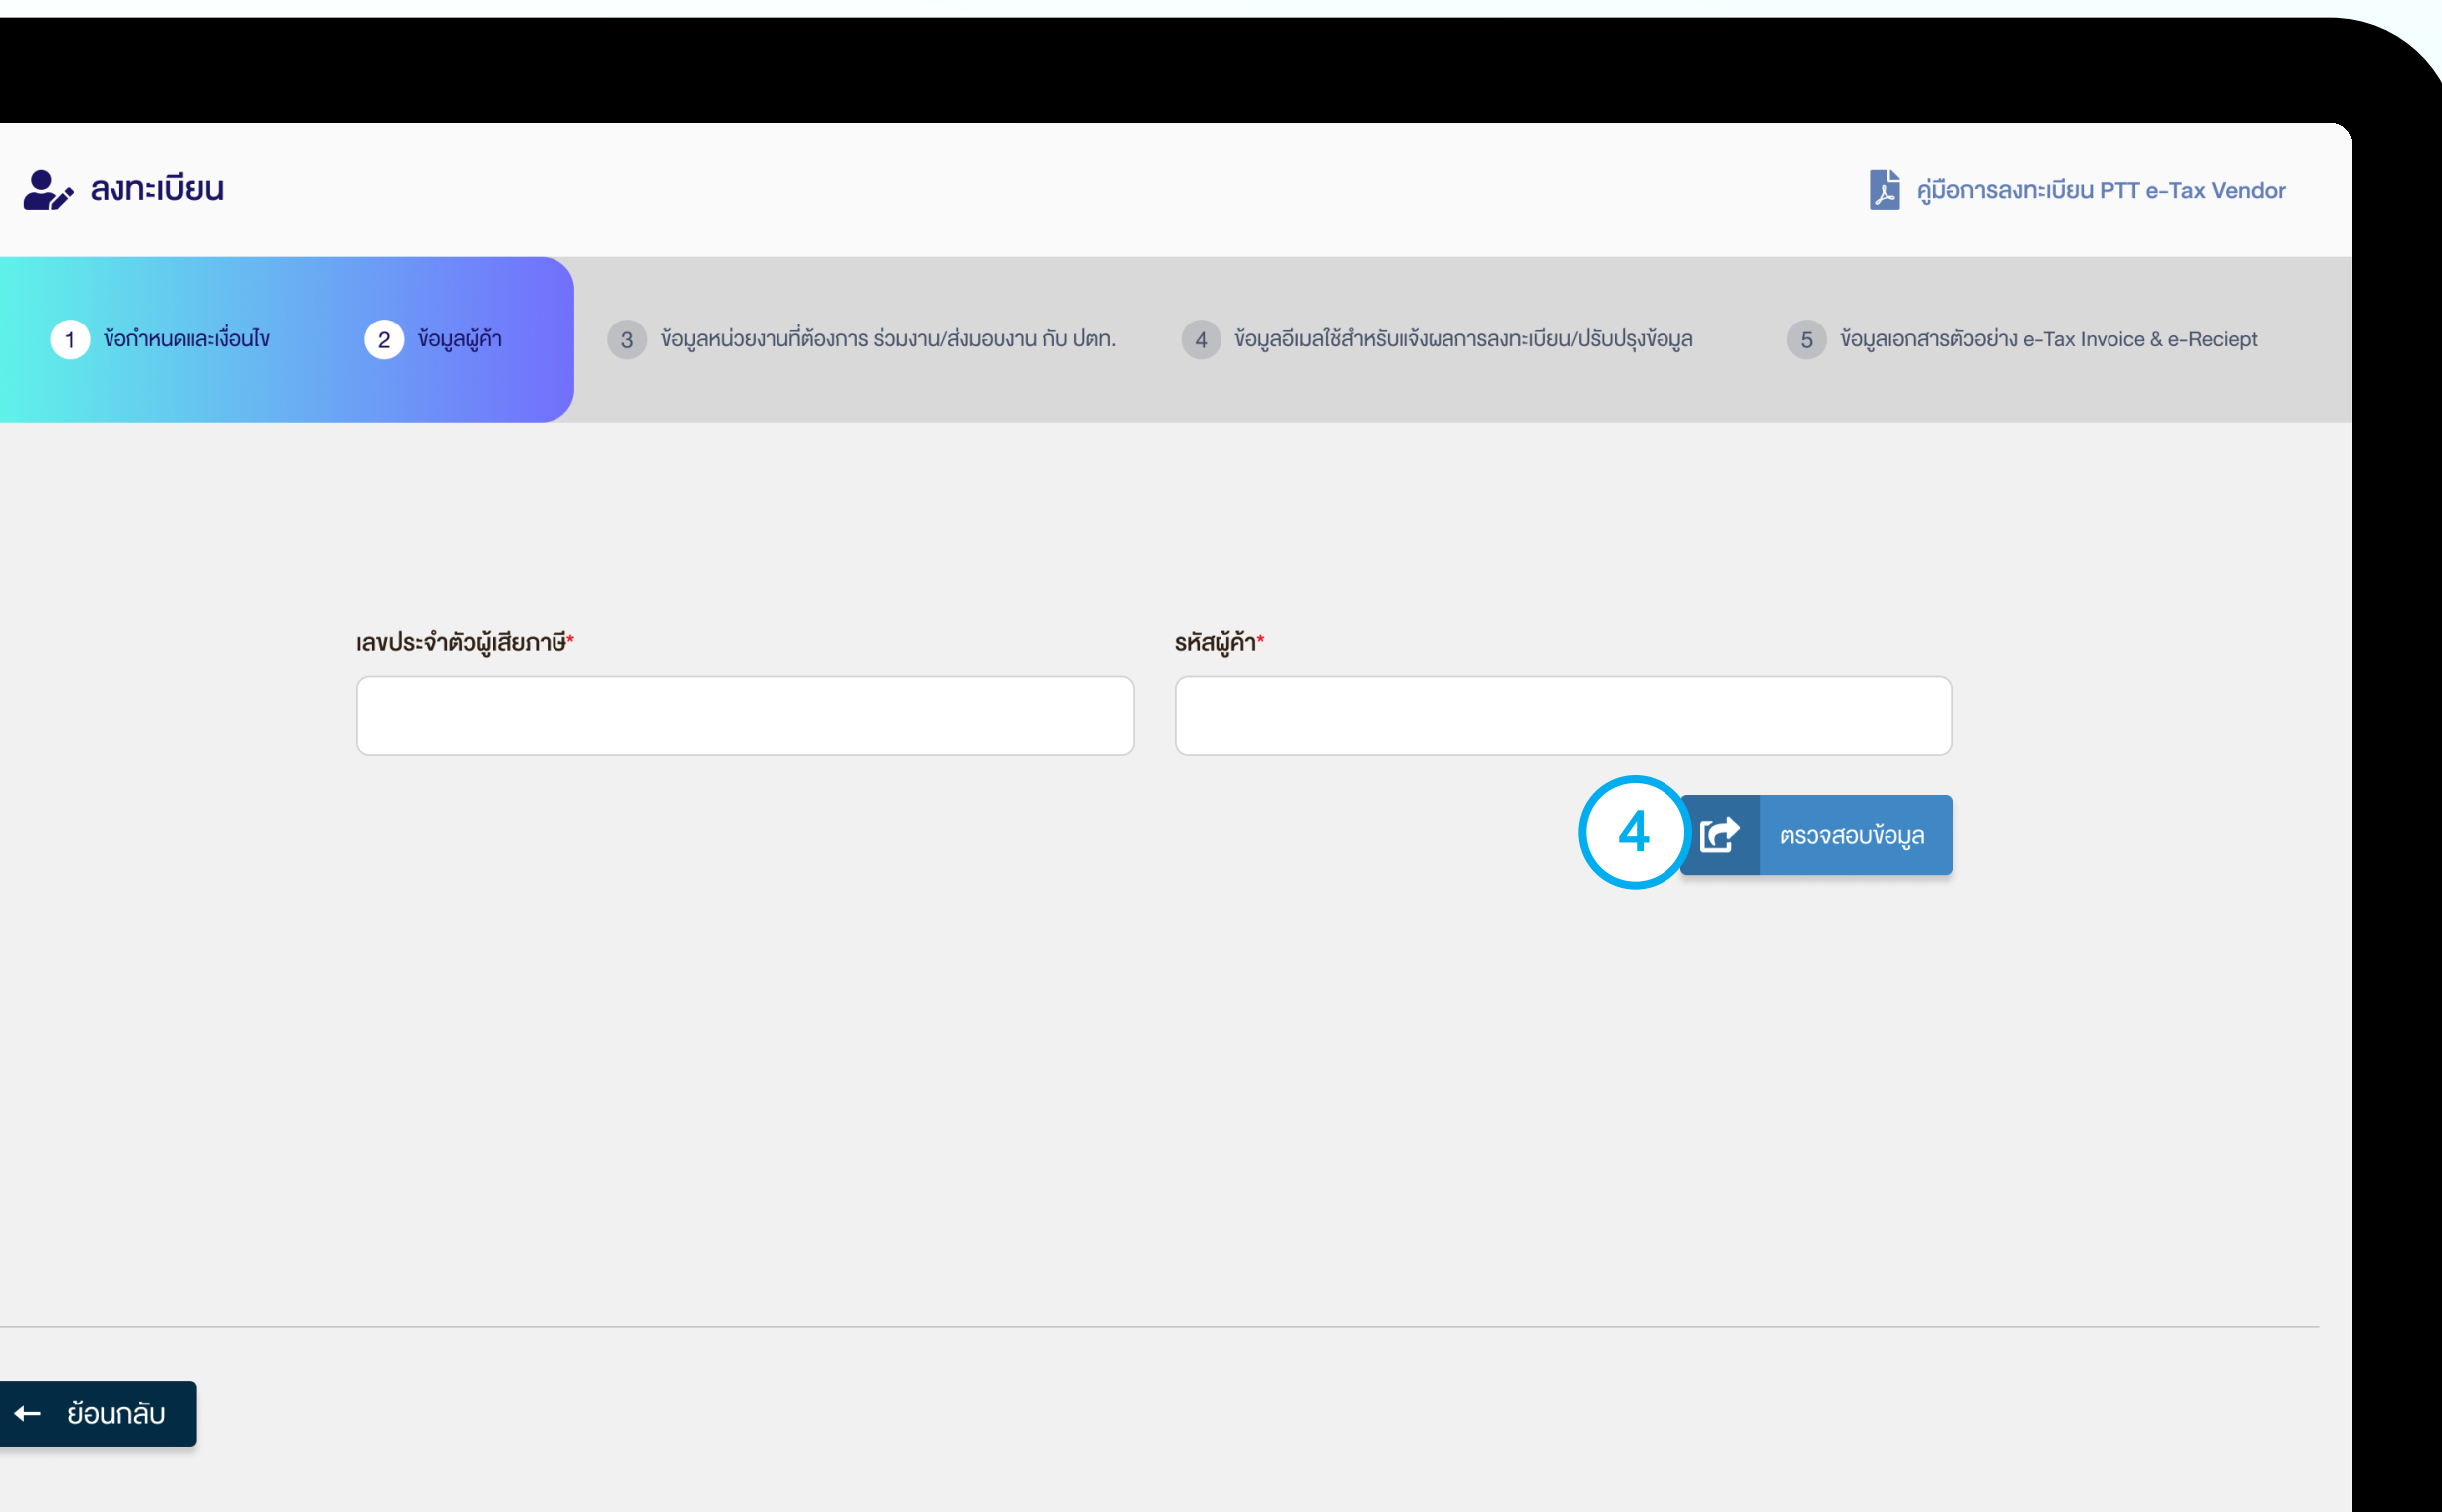 ลงทะเบียน
คู่มือการลงทะเบียน PTT e-Tax Vendor
1 ข้อกำหนดและเงื่อนไข
2 ข้อมูลผู้ค้า
3 ข้อมูลหน่วยงานที่ต้องการ ร่วมงาน/ส่งมอบงาน กับ ปตท.
4 ข้อมูลอีเมลใช้สำหรับแจ้งผลการลงทะเบียน/ปรับปรุงข้อมูล
5 ข้อมูลเอกสารตัวอย่าง e-Tax Invoice & e-Reciept
เลขประจำตัวผู้เสียภาษี*
รหัสผู้ค้า*
4 ตรวจสอบข้อมูล
← ย้อนกลับ